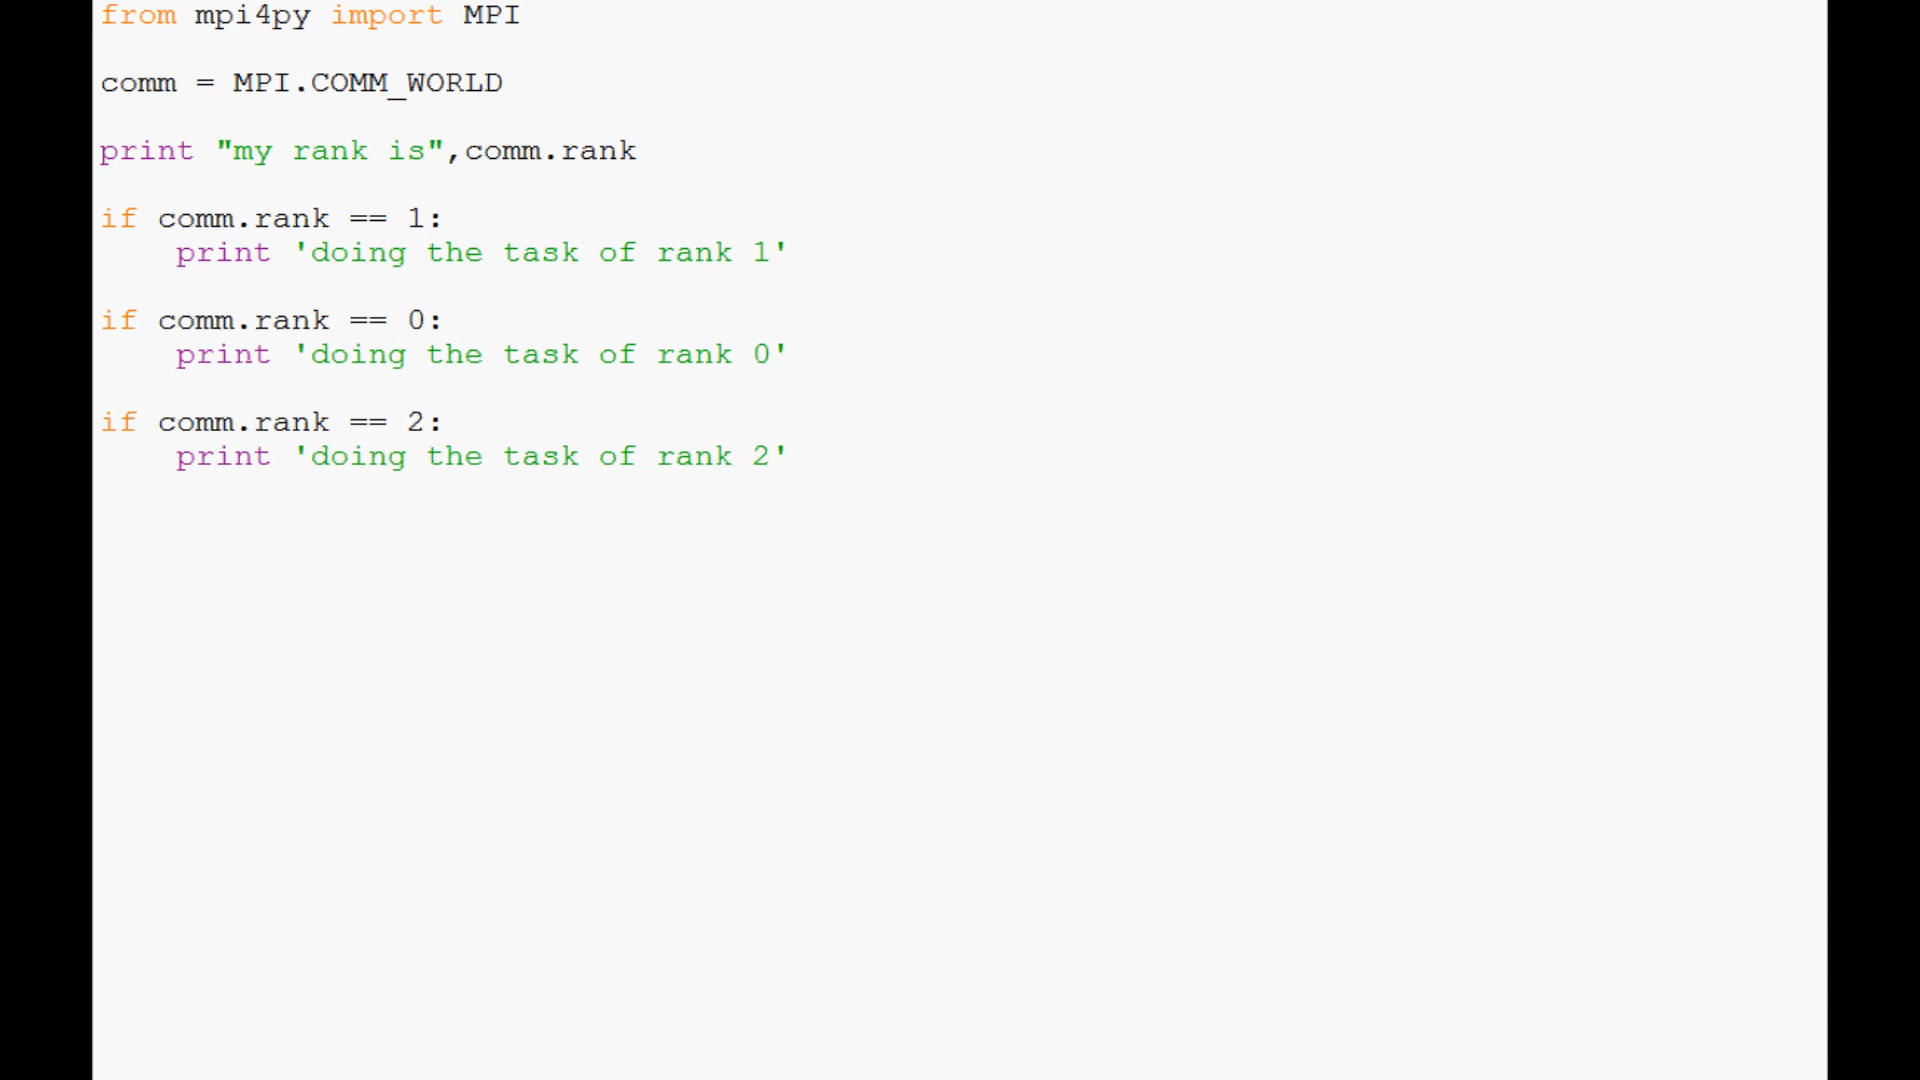 from mpi4py import MPI
comm = MPI.COMM_WORLD
print "my rank is",comm.rank
if comm.rank == 1:
    print 'doing the task of rank 1'
if comm.rank == 0:
    print 'doing the task of rank 0'
if comm.rank == 2:
    print 'doing the task of rank 2'